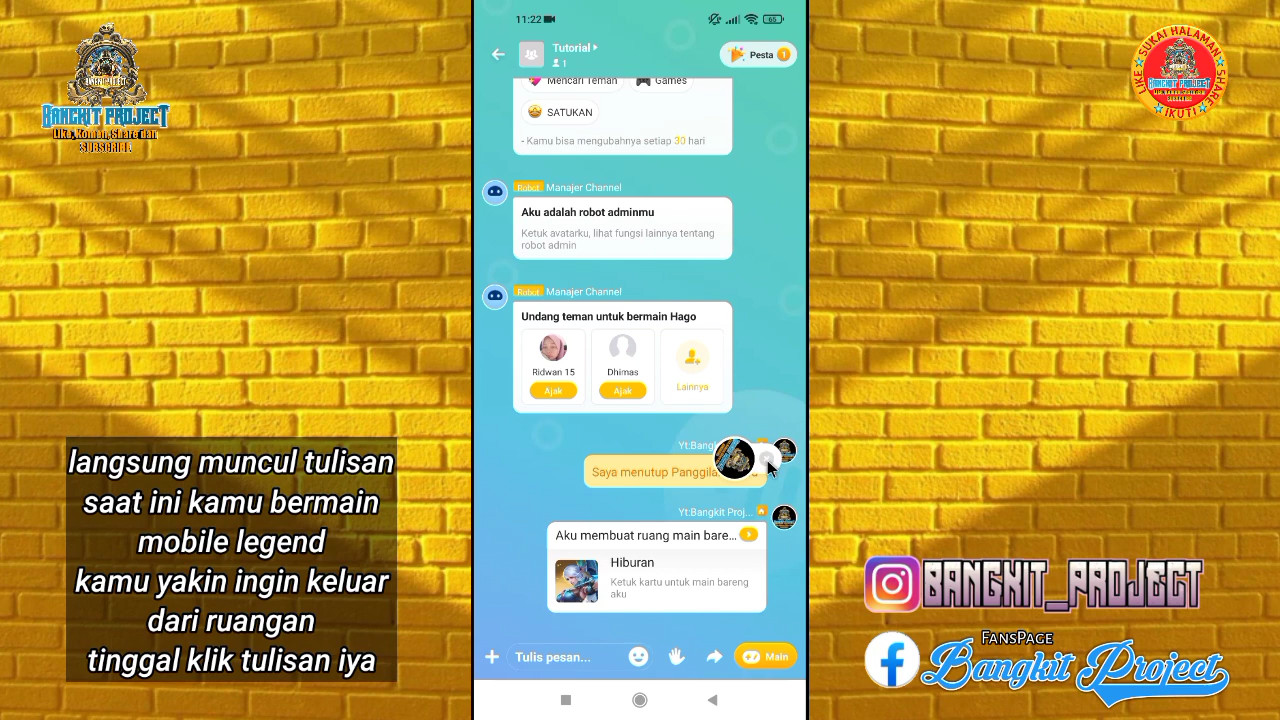 BANGKIT PROJECT
Like, Komen, Share dan
SUBSCRIBE
11:22
65
Tutorial
1
Pesta 1
Mencari Teman
Games
SATUKAN
- Kamu bisa mengubahnya setiap 30 hari
Robot Manajer Channel
Aku adalah robot adminmu
Ketuk avatarku, lihat fungsi lainnya tentang
robot admin
Robot Manajer Channel
Undang teman untuk bermain Hago
Ridwan 15
Dhimas
Ajak
Ajak
Lainnya
Yt:Bang
Saya menutup Panggila
Yt:Bangkit Proj...
Aku membuat ruang main bare...
Hiburan
Ketuk kartu untuk main bareng
aku
Tulis pesan...
Main
langsung muncul tulisan
saat ini kamu bermain
mobile legend
kamu yakin ingin keluar
dari ruangan
tinggal klik tulisan iya
SUKAI HALAMAN
LIKE
SHARE
IKUTI
BANGKIT PROJECT
BANGKIT_PROJECT
FansPage
Bangkit Project